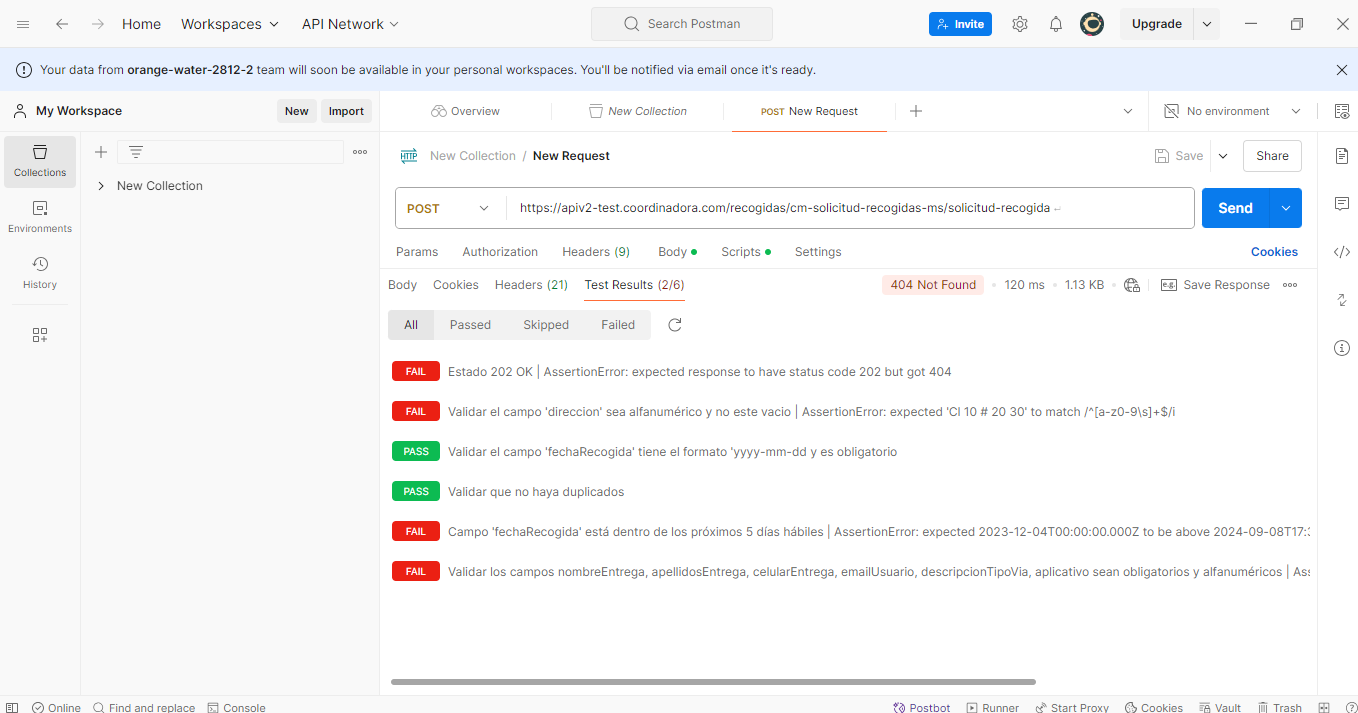 Home Workspaces API Network Search Postman Invite Upgrade
Your data from orange-water-2812-2 team will soon be available in your personal workspaces. You'll be notified via email once it's ready.
My Workspace New Import Overview New Collection POST New Request No environment
Collections
Environments
History
New Collection
HTTP New Collection / New Request Save Share
POST https://apiv2-test.coordinadora.com/recogidas/cm-solicitud-recogidas-ms/solicitud-recogida Send
Params Authorization Headers (9) Body Scripts Settings Cookies
Body Cookies Headers (21) Test Results (2/6) 404 Not Found 120 ms 1.13 KB e.g. Save Response
All Passed Skipped Failed
FAIL Estado 202 OK | AssertionError: expected response to have status code 202 but got 404
FAIL Validar el campo 'direccion' sea alfanumérico y no este vacio | AssertionError: expected 'Cl 10 # 20 30' to match /^[a-z0-9\s]+$/i
PASS Validar el campo 'fechaRecogida' tiene el formato 'yyyy-mm-dd y es obligatorio
PASS Validar que no haya duplicados
FAIL Campo 'fechaRecogida' está dentro de los próximos 5 días hábiles | AssertionError: expected 2023-12-04T00:00:00.000Z to be above 2024-09-08T17:3
FAIL Validar los campos nombreEntrega, apellidosEntrega, celularEntrega, emailUsuario, descripcionTipoVia, aplicativo sean obligatorios y alfanuméricos | Ass
Online Find and replace Console Postbot Runner Start Proxy Cookies Vault Trash